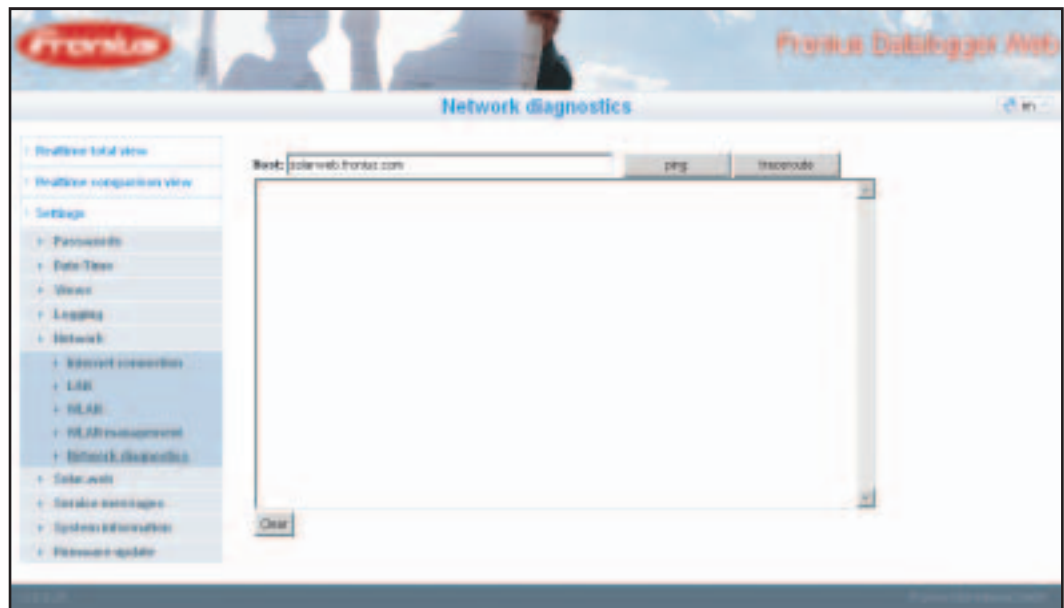 Fronius
Fronius Datalogger Web
Network diagnostics
Realtime total view
Host: solarweb.fronius.com
ping
traceroute
Realtime comparison view
Settings
Passwords
Date/Time
Views
Logging
Network
Internet connection
LAN
WLAN
WLAN management
Network diagnostics
Solar.web
Service messages
System information
Firmware update
Clear